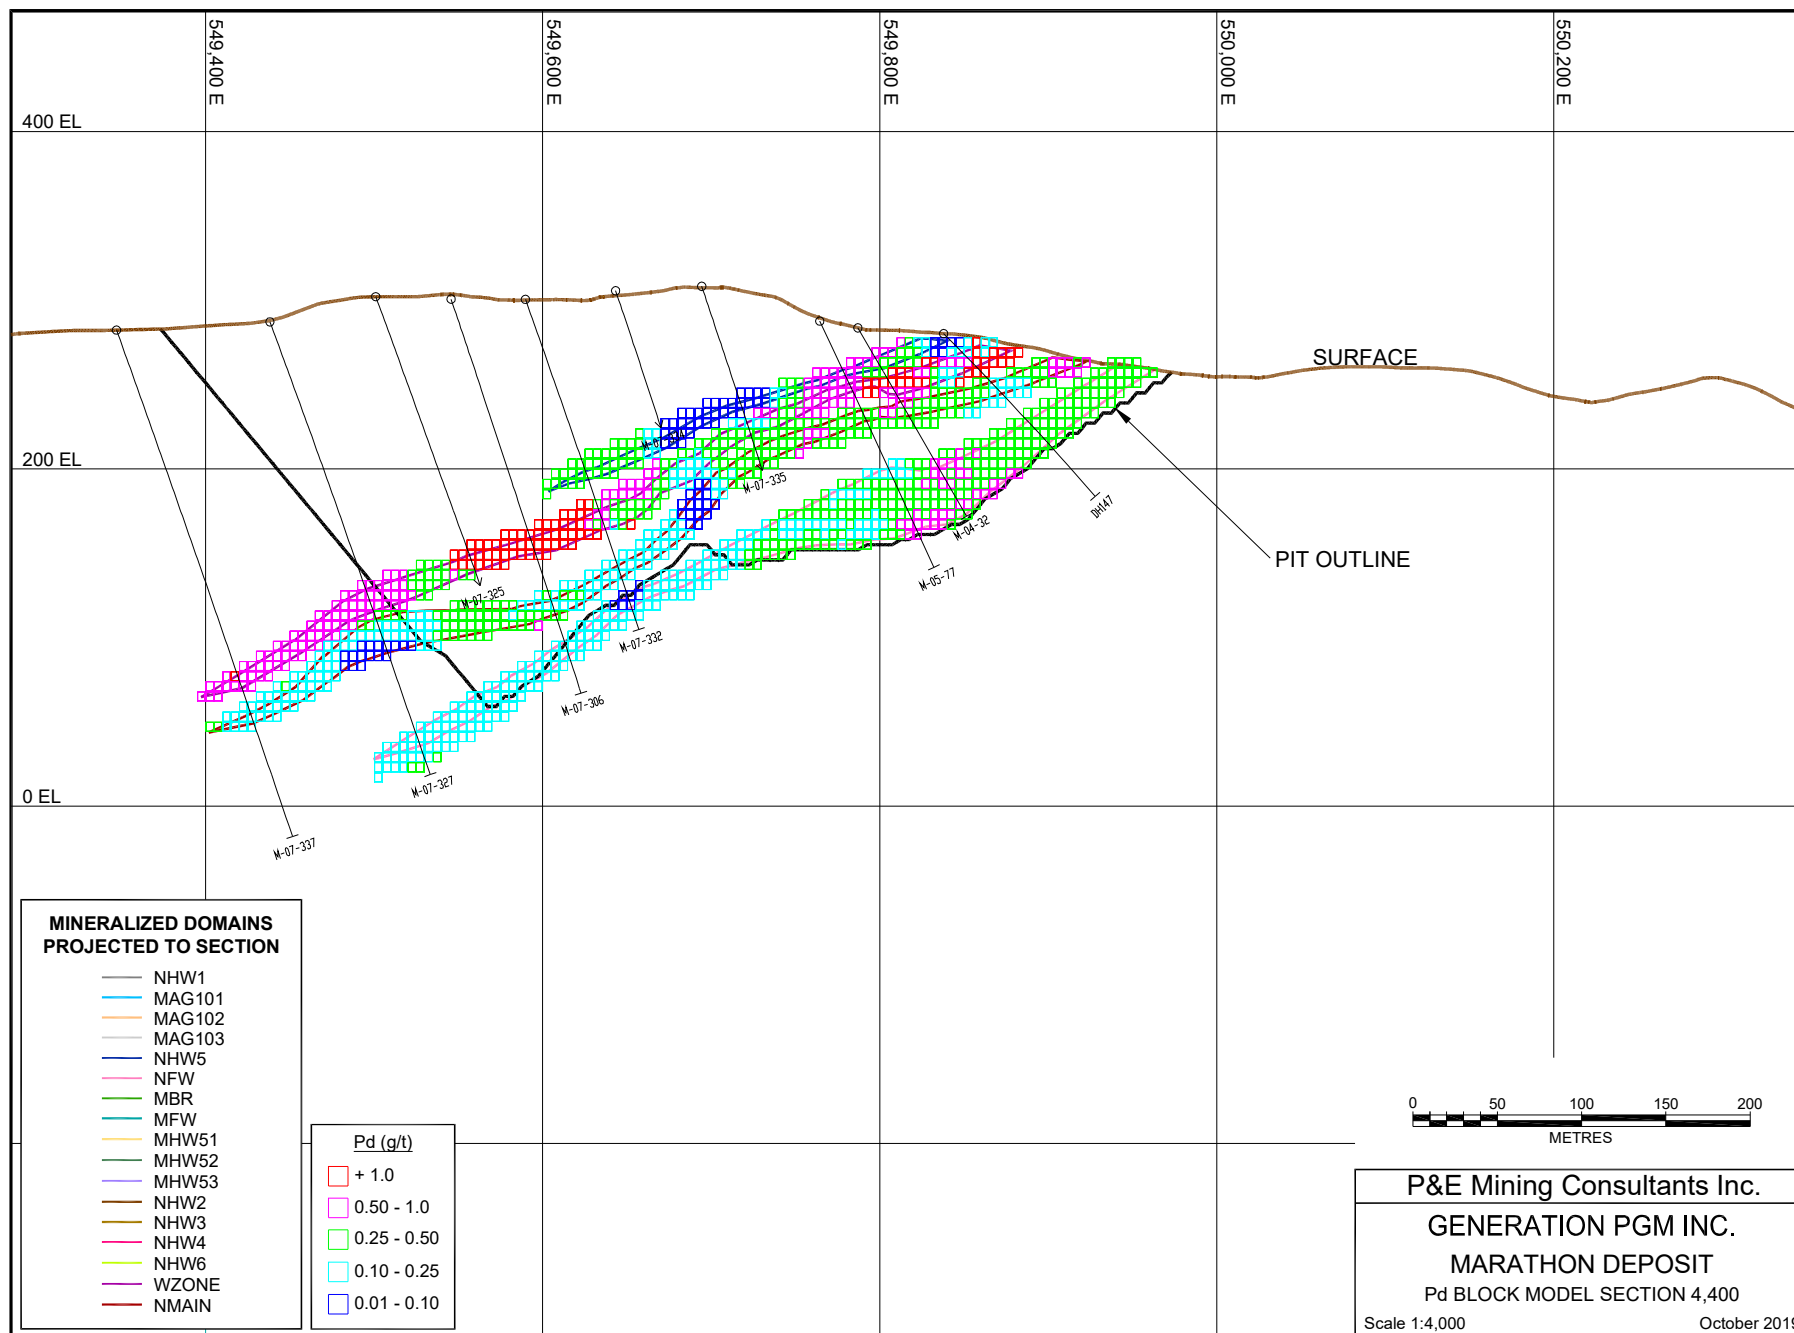 549,400 E
549,600 E
549,800 E
550,000 E
550,200 E
400 EL
SURFACE
200 EL
M-07-335
DH147
M-04-32
PIT OUTLINE
M-05-77
M-07-325
M-07-332
M-07-306
M-07-327
0 EL
M-07-337
MINERALIZED DOMAINS
PROJECTED TO SECTION
NHW1
MAG101
MAG102
MAG103
NHW5
NFW
MBR
MFW
MHW51
MHW52
MHW53
NHW2
NHW3
NHW4
NHW6
WZONE
NMAIN
Pd (g/t)
+ 1.0
0.50 - 1.0
0.25 - 0.50
0.10 - 0.25
0.01 - 0.10
0 50 100 150 200
METRES
P&E Mining Consultants Inc.
GENERATION PGM INC.
MARATHON DEPOSIT
Pd BLOCK MODEL SECTION 4,400
Scale 1:4,000 October 2019